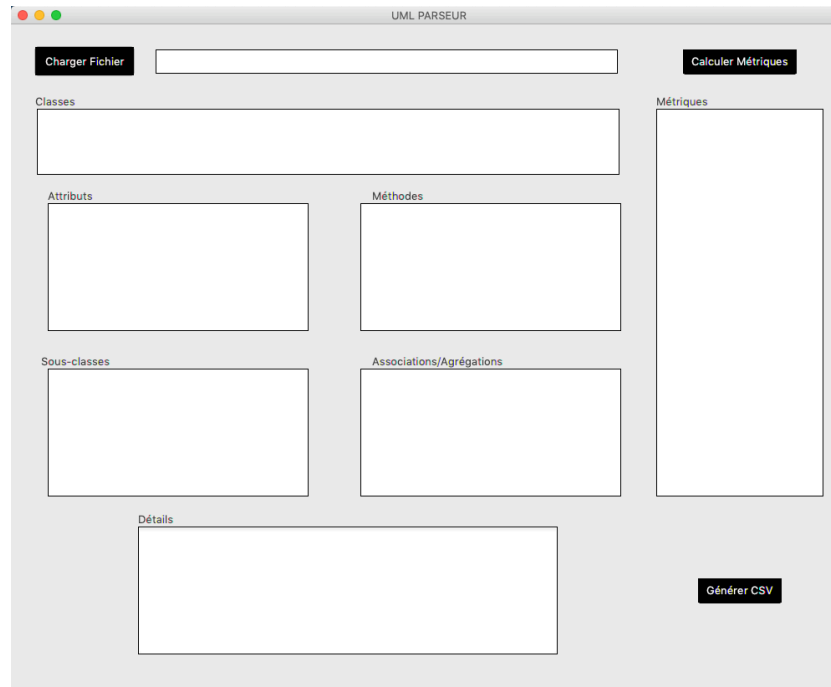 UML PARSEUR
Charger Fichier
Calculer Métriques
Classes
Métriques
Attributs
Méthodes
Sous-classes
Associations/Agrégations
Détails
Générer CSV